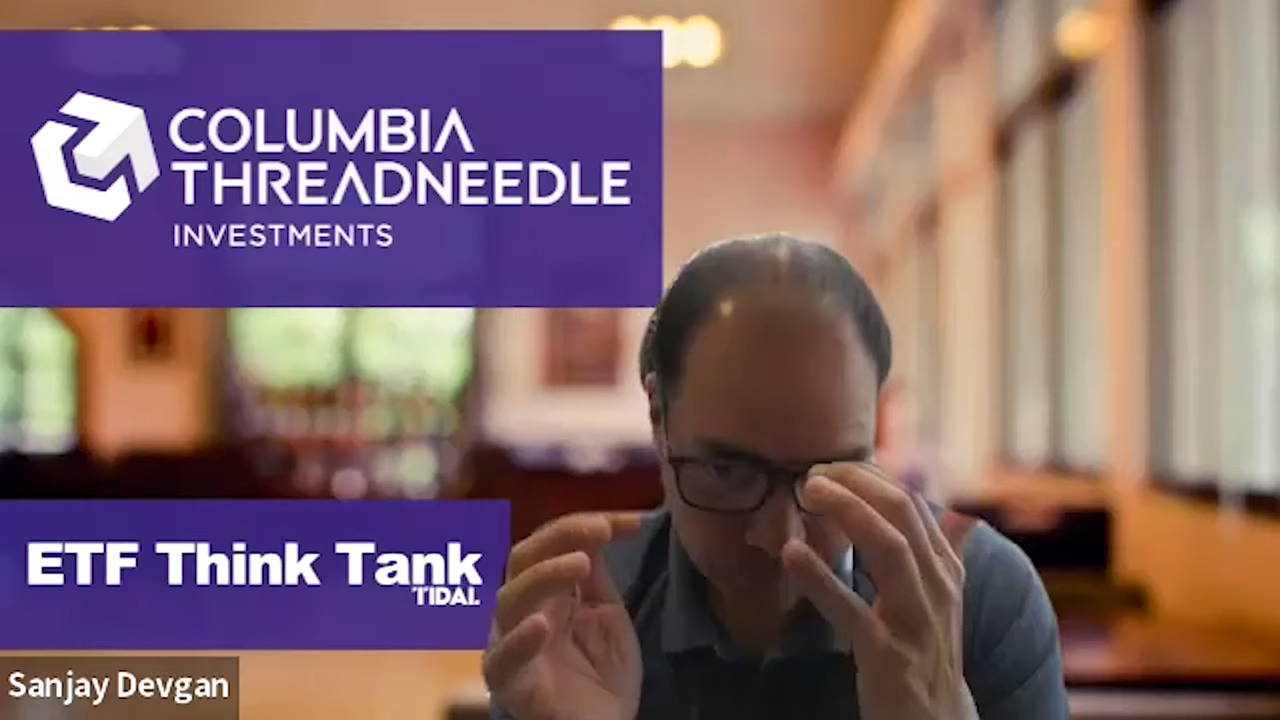 COLUMBIA
THREADNEEDLE
INVESTMENTS
ETF Think Tank
TIDAL
Sanjay Devgan